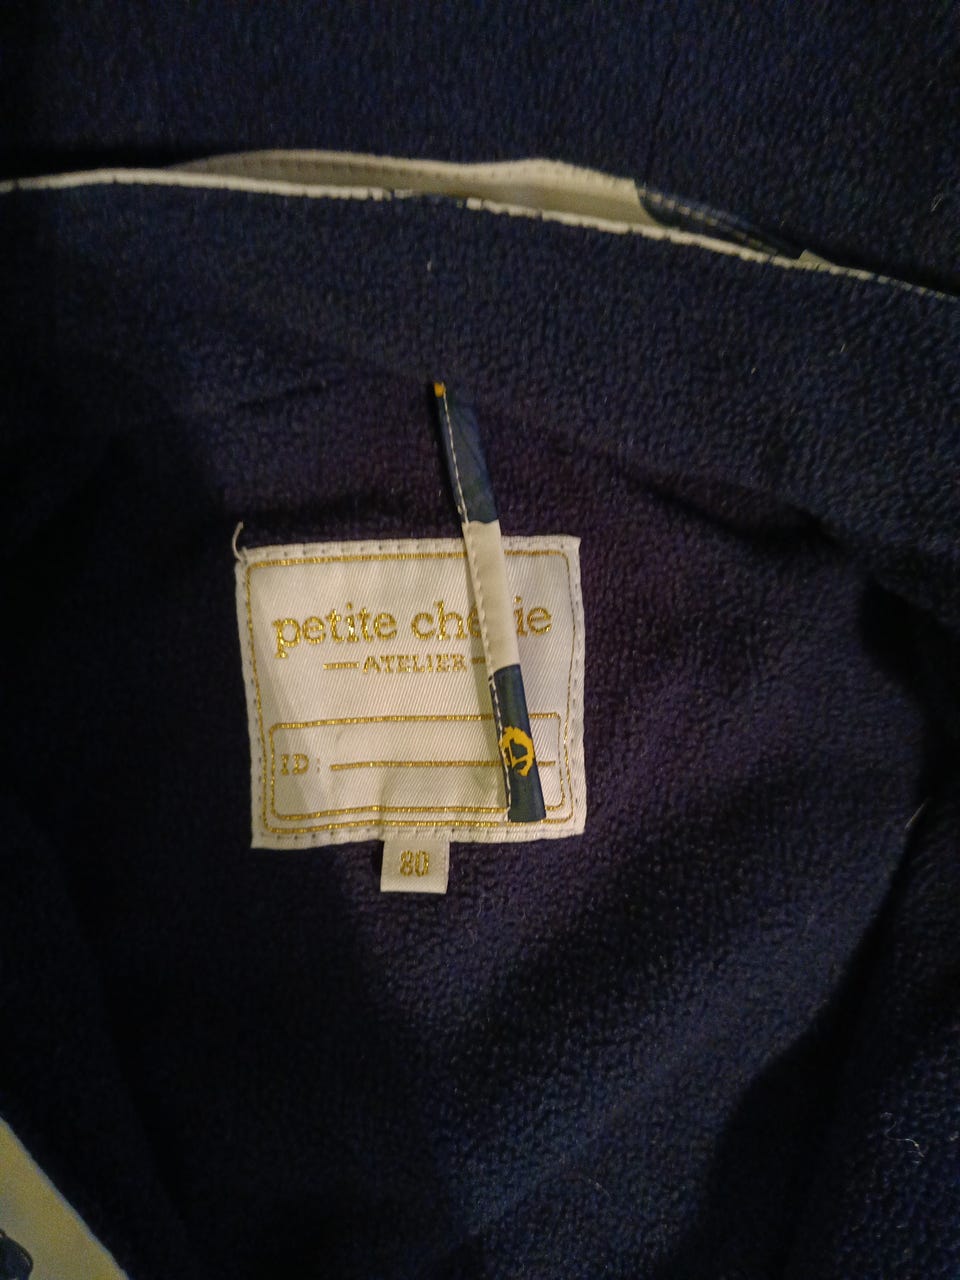 petite
ATELIER
ID:
80